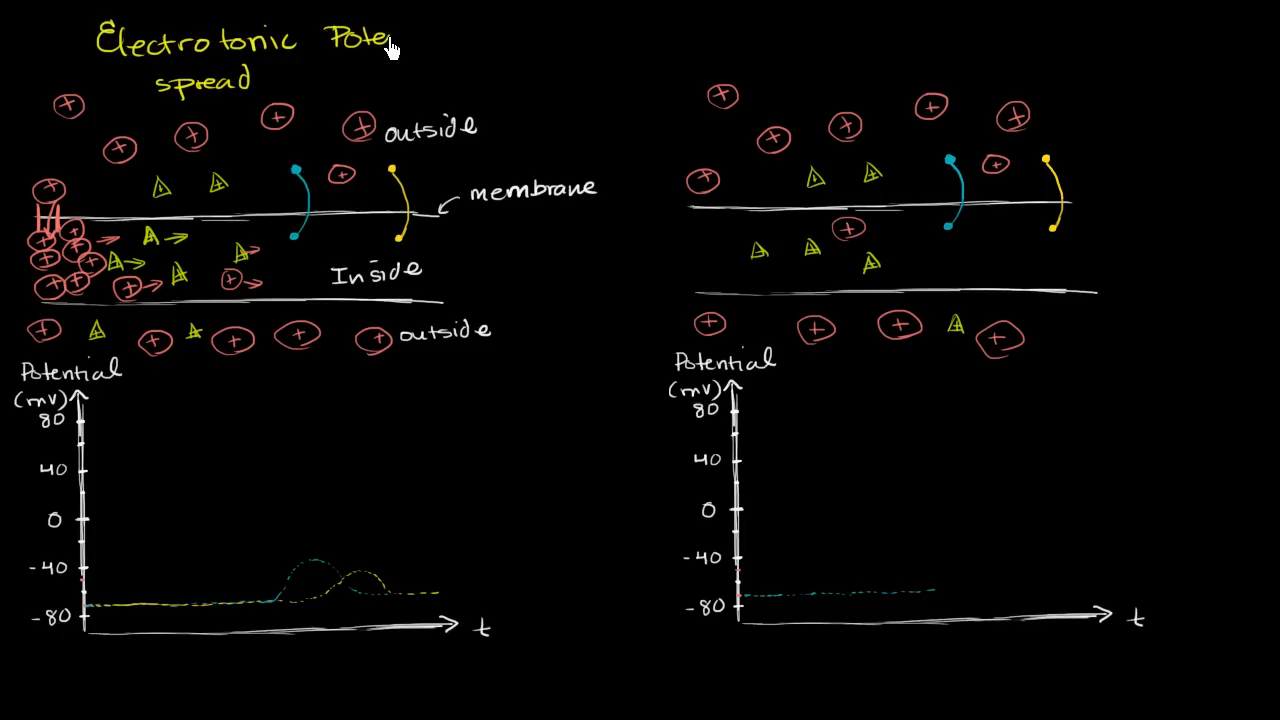 Electrotonic Pote
spread
outside
membrane
Inside
outside
Potential
(mV)
80
40
0
-40
-80
t
Potential
(mV)
80
40
0
-40
-80
t